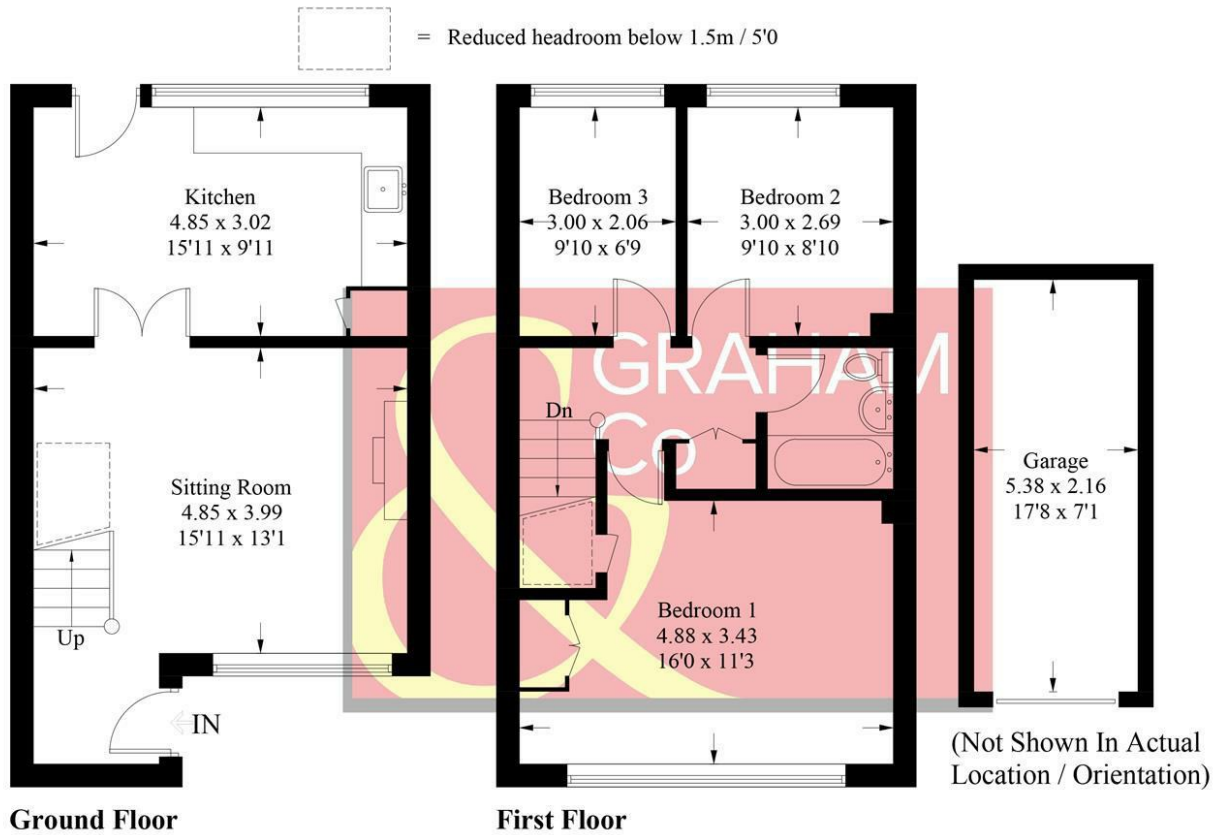 = Reduced headroom below 1.5m / 5'0
Kitchen
4.85 x 3.02
15'11 x 9'11
Sitting Room
4.85 x 3.99
15'11 x 13'1
Up
IN
Ground Floor
Bedroom 3
3.00 x 2.06
9'10 x 6'9
Bedroom 2
3.00 x 2.69
9'10 x 8'10
Dn
&
GRAHAM
Co
Bedroom 1
4.88 x 3.43
16'0 x 11'3
First Floor
Garage
5.38 x 2.16
17'8 x 7'1
(Not Shown In Actual
Location / Orientation)